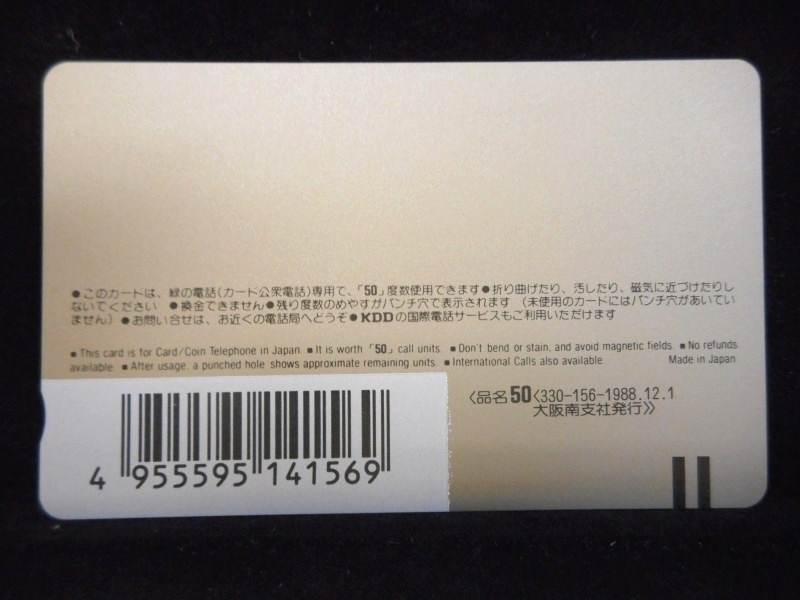 ●このカードは、緑の電話(カード公衆電話)専用で、「50」度数使用できます●折り曲げたり、汚したり、磁気に近づけたりし
ないでください ●換金できません●残り度数のめやすがパンチ穴で表示されます (未使用のカードにはパンチ穴があいてい
ません)●お問い合せは、お近くの電話局へどうぞ●KDDの国際電話サービスもご利用いただけます
■This card is for Card/Coin Telephone in Japan. ■It is worth「50」call units. ■Don't bend or stain, and avoid magnetic fields. ■No refunds
available. ■After usage, a punched hole shows approximate remaining units. ■International Calls also available. Made in Japan
〈品名50〈330-156-1988.12.1
大阪南支社発行》
4 955595 141569